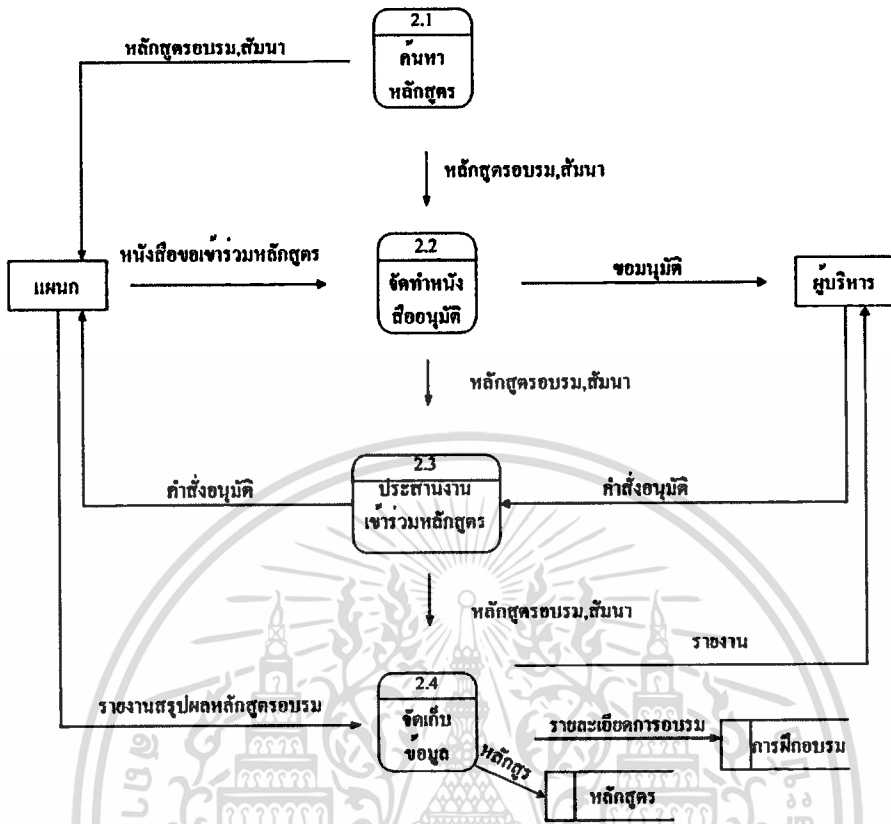 2.1
หลักสูตรอบรม,สัมนา
ค้นหา
หลักสูตร
หลักสูตรอบรม,สัมนา
หนังสือขอเข้าร่วมหลักสูตร
2.2
ขอมนุมัติ
แผนก
จัดทำหนัง
สืออนุมัติ
ผู้บริหาร
หลักสูตรอบรม,สัมนา
2.3
คำสั่งอนุมัติ
ประสานงาน
เข้าร่วมหลักสูตร
คำสั่งอนุมัติ
หลักสูตรอบรม,สัมนา
รายงาน
2.4
รายงานสรุปผลหลักสูตรอบรม
จัดเก็บ
ข้อมูล
รายละเอียดการอบรม
การฝึกอบรม
หลักสูร
หลักสูตร